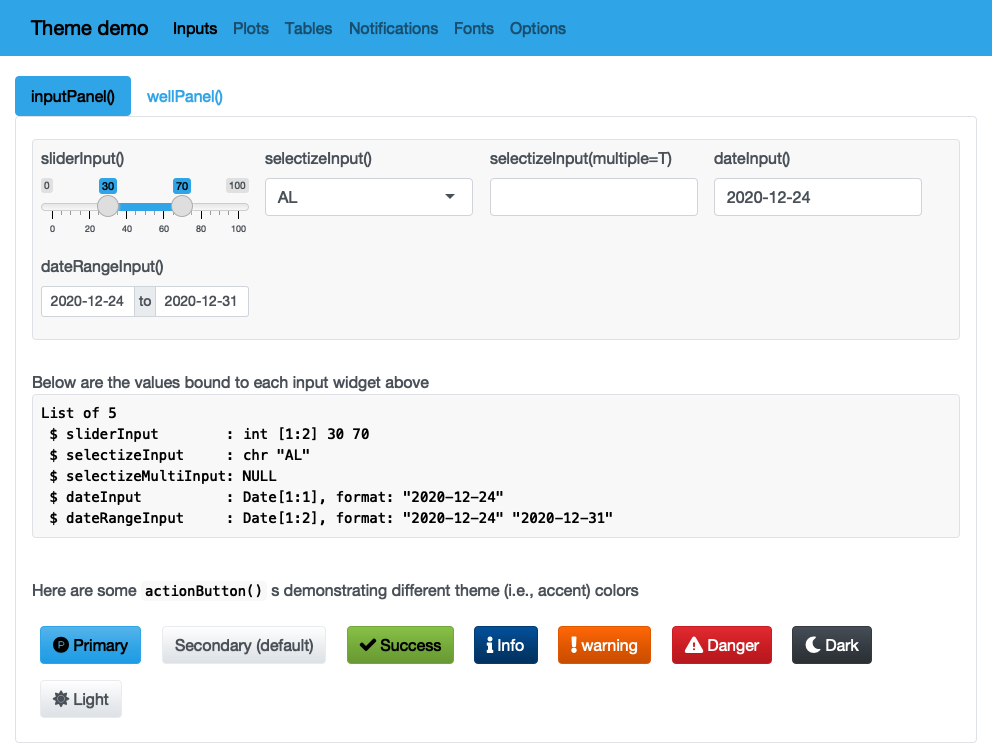 Theme demo Inputs Plots Tables Notifications Fonts Options
inputPanel() wellPanel()
sliderInput() selectizeInput() selectizeInput(multiple=T) dateInput()
0 30 70 100
AL 2020-12-24
0 20 40 60 80 100
dateRangeInput()
2020-12-24 to 2020-12-31
Below are the values bound to each input widget above
List of 5
 $ sliderInput        : int [1:2] 30 70
 $ selectizeInput     : chr "AL"
 $ selectizeMultiInput: NULL
 $ dateInput          : Date[1:1], format: "2020-12-24"
 $ dateRangeInput     : Date[1:2], format: "2020-12-24" "2020-12-31"
Here are some actionButton() s demonstrating different theme (i.e., accent) colors
P Primary Secondary (default) Success Info warning Danger Dark
Light